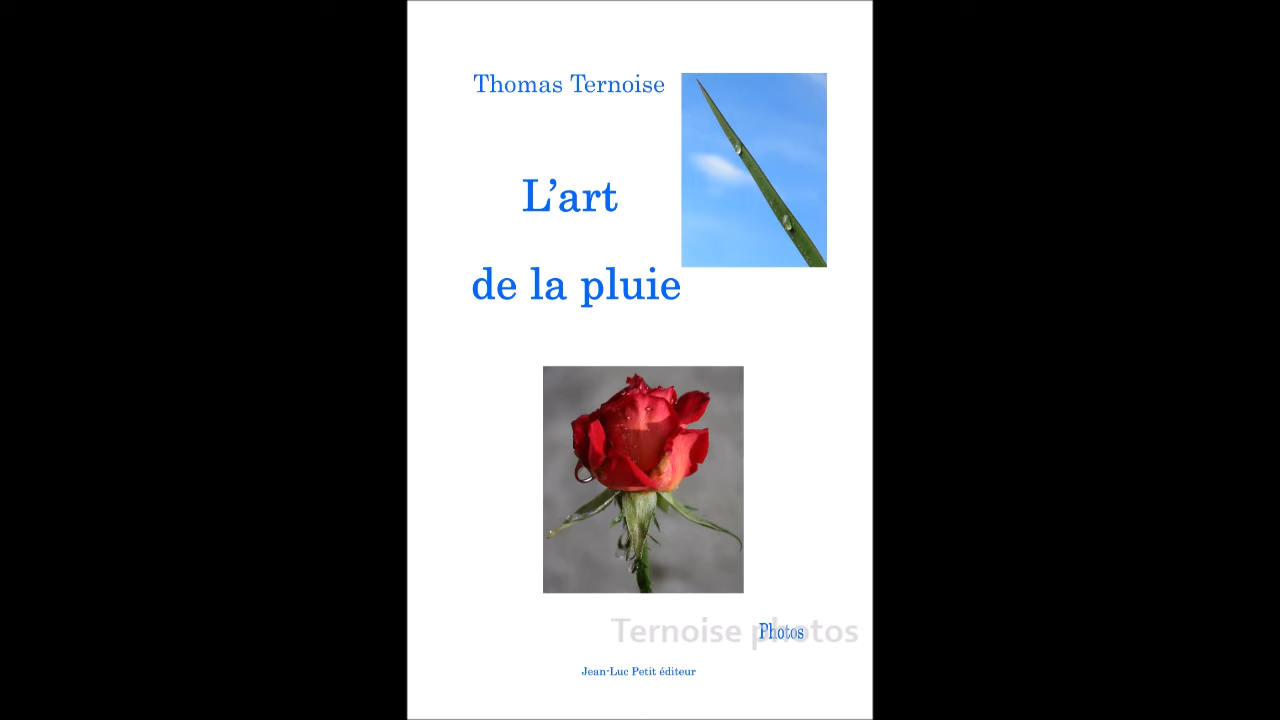 Thomas Ternoise
L’art
de la pluie
Ternoise photos
Photos
Jean-Luc Petit éditeur